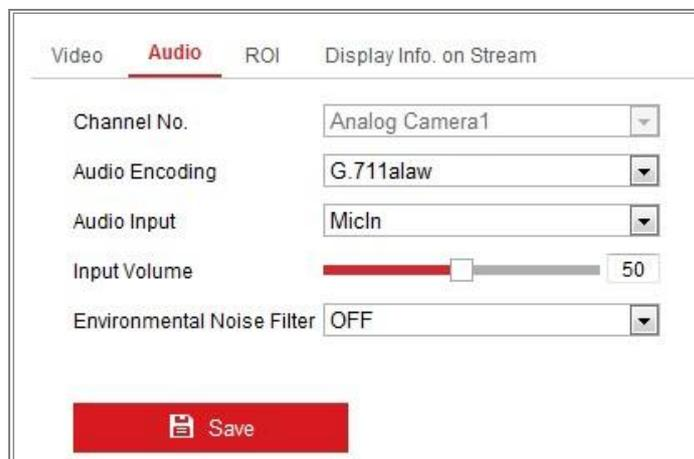 Video Audio ROI Display Info. on Stream
Channel No. Analog Camera1
Audio Encoding G.711alaw
Audio Input MicIn
Input Volume 50
Environmental Noise Filter OFF
Save